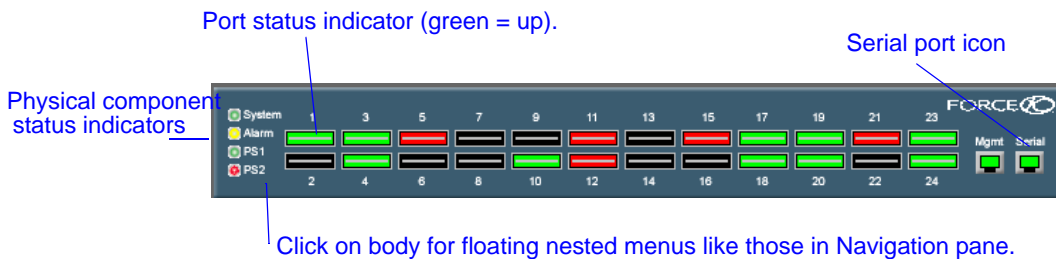 Port status indicator (green = up).
Serial port icon
Physical component
status indicators
FORCE10
System
Alarm
PS1
PS2
1 3 5 7 9 11 13 15 17 19 21 23
Mgmt Serial
2 4 6 8 10 12 14 16 18 20 22 24
Click on body for floating nested menus like those in Navigation pane.